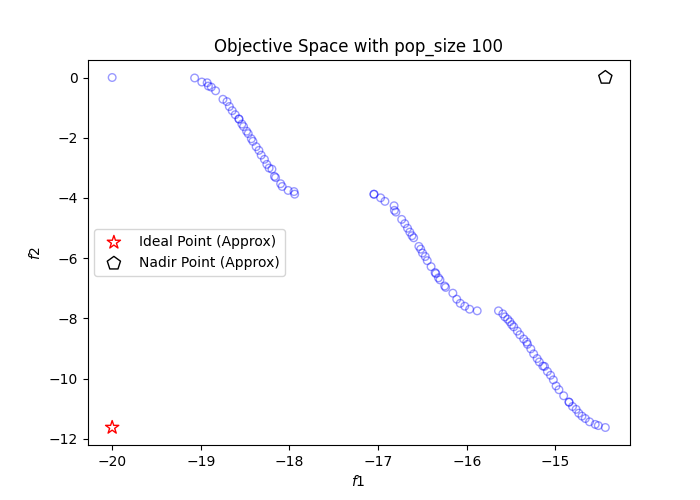 Objective Space with pop_size 100
0
−2
−4
−6
−8
−10
−12
f2
Ideal Point (Approx)
Nadir Point (Approx)
−20
−19
−18
−17
−16
−15
f1